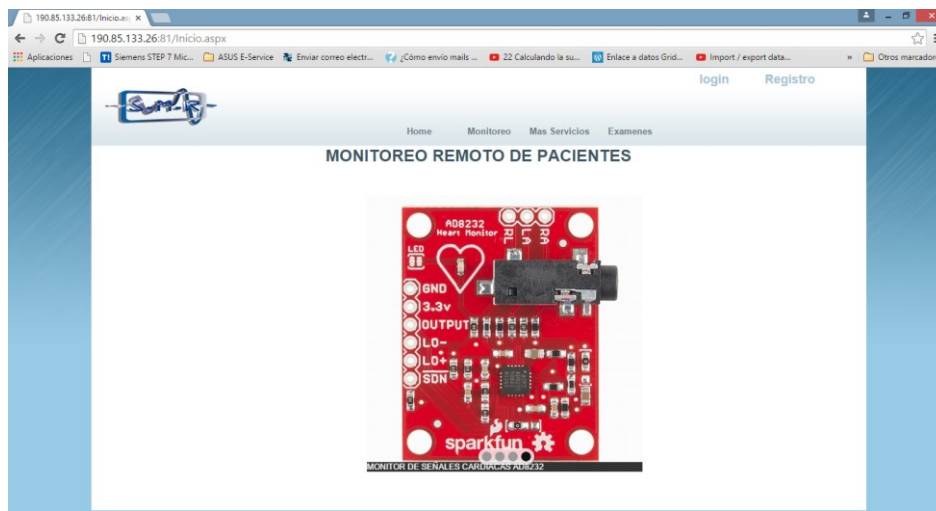 190.85.133.26:81/Inicio.as
190.85.133.26:81/Inicio.aspx
Aplicaciones
Siemens STEP 7 Mic...
ASUS E-Service
Enviar correo electr...
¿Cómo envío mails ...
22 Calculando la su...
Enlace a datos Grid...
Import / export data...
»
Otros marcadore
login Registro
Home Monitoreo Mas Servicios Examenes
MONITOREO REMOTO DE PACIENTES
AD8232
Heart Monitor
RL
LA
RA
LED
GND
3.3v
OUTPUT
LO-
LO+
SDN
sparkfun
MONITOR DE SEÑALES CARDIACAS AD8232